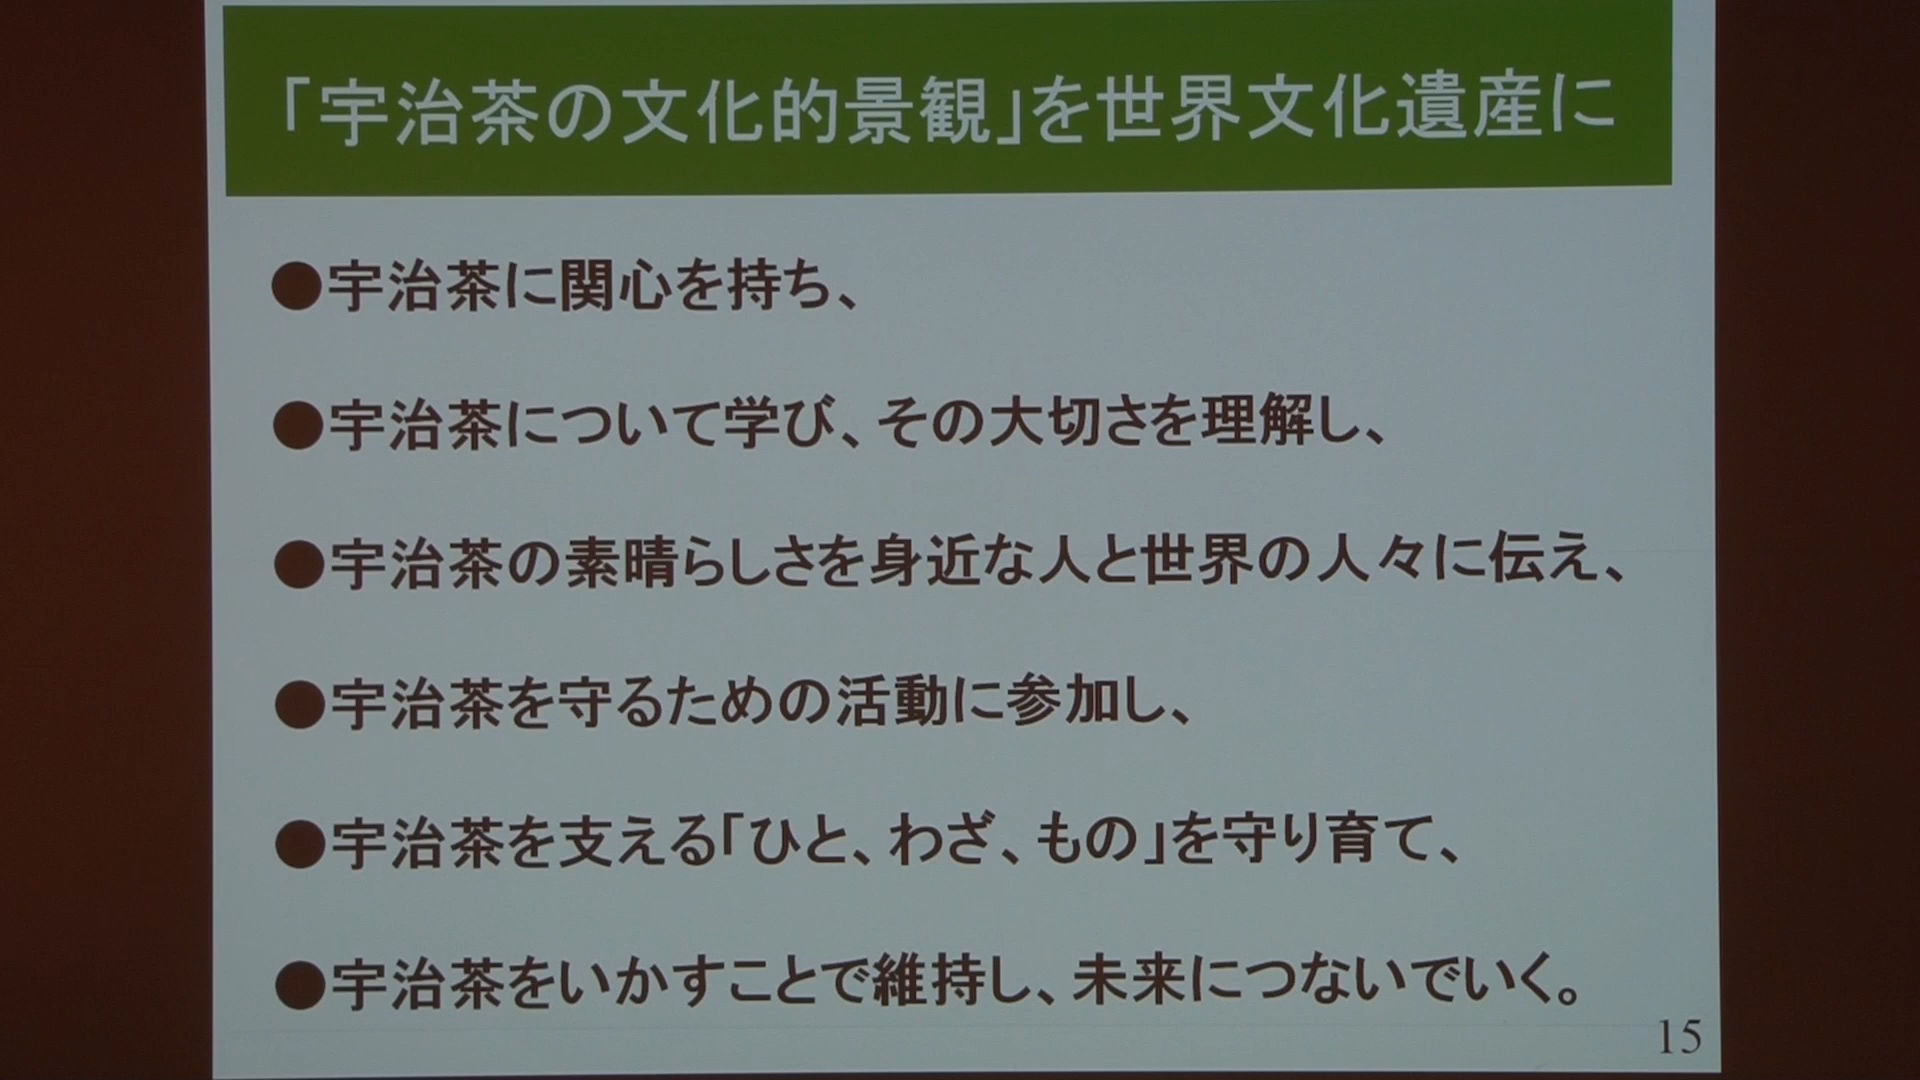 「宇治茶の文化的景観」を世界文化遺産に
●宇治茶に関心を持ち、
●宇治茶について学び、その大切さを理解し、
●宇治茶の素晴らしさを身近な人と世界の人々に伝え、
●宇治茶を守るための活動に参加し、
●宇治茶を支える「ひと、わざ、もの」を守り育て、
●宇治茶をいかすことで維持し、未来につないでいく。
15